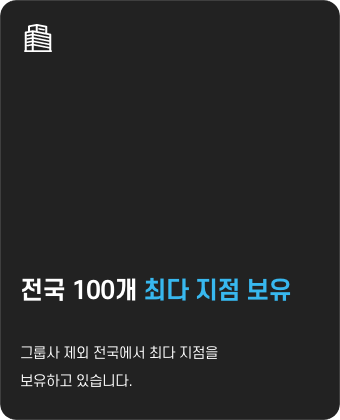 전국 100개 최다 지점 보유
그룹사 제외 전국에서 최다 지점을
보유하고 있습니다.